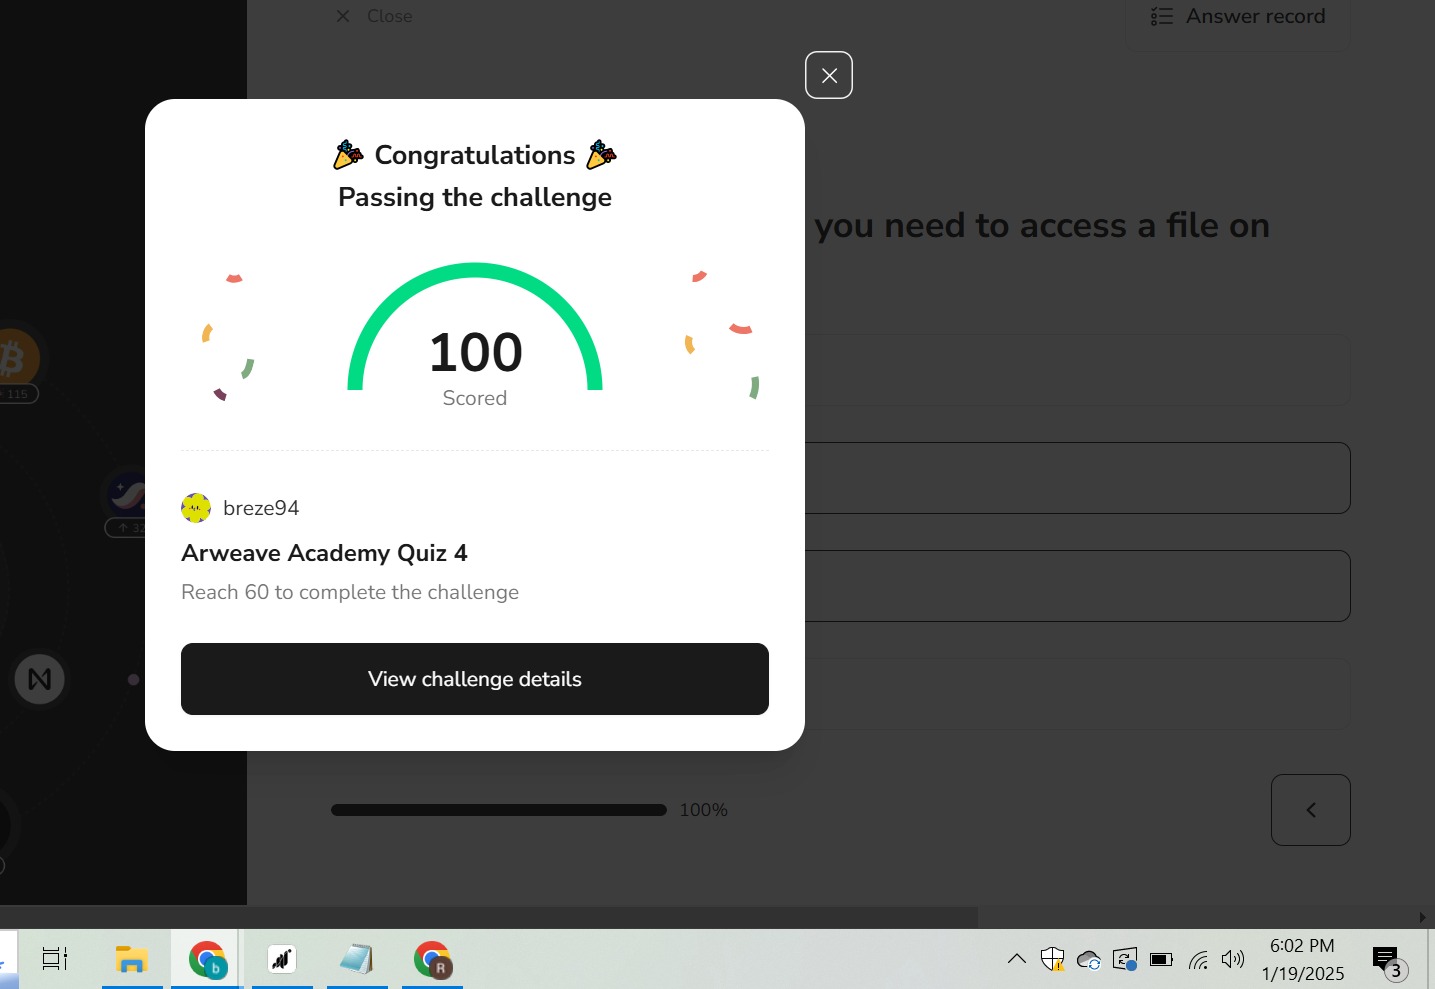 Close
Answer record
Congratulations
Passing the challenge
you need to access a file on
100
Scored
115
breze94
Arweave Academy Quiz 4
Reach 60 to complete the challenge
View challenge details
100%
b
R
6:02 PM
1/19/2025
3